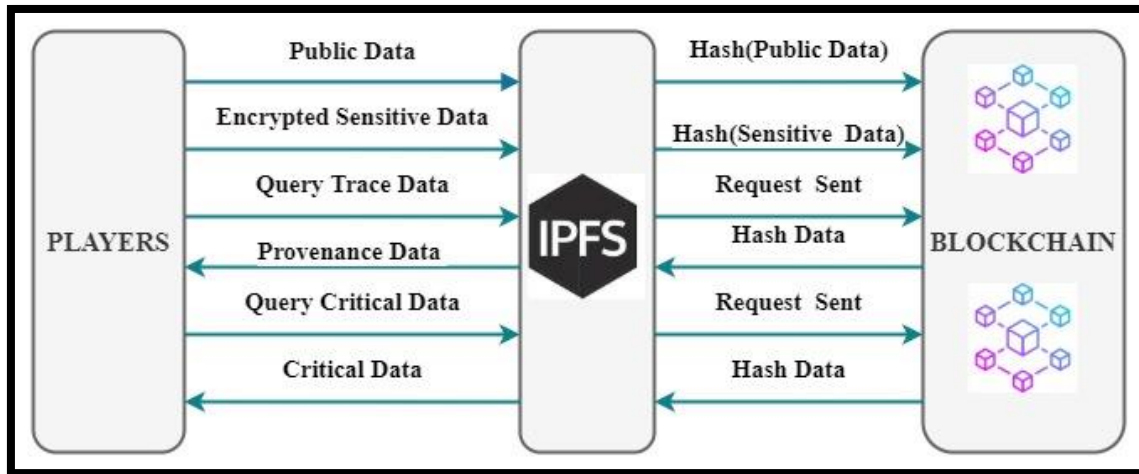 Public Data
Hash(Public Data)
Encrypted Sensitive Data
Hash(Sensitive Data)
Query Trace Data
Request Sent
PLAYERS
IPFS
BLOCKCHAIN
Provenance Data
Hash Data
Query Critical Data
Request Sent
Critical Data
Hash Data